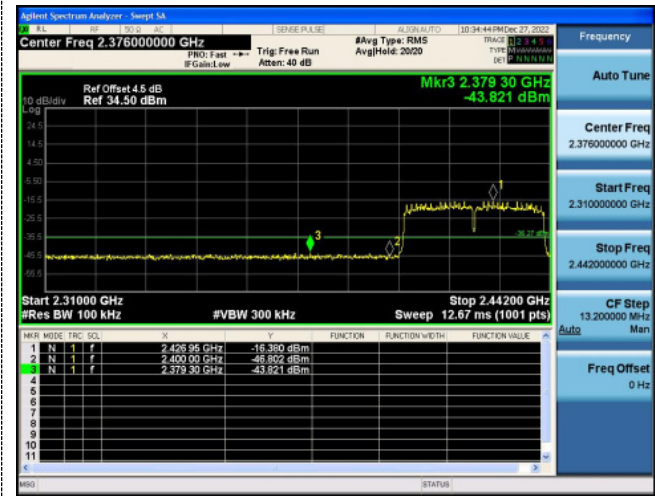 Agilent Spectrum Analyzer - Swept SA
RL RF 50 Ω AC SENSE:PULSE ALIGN AUTO 10:34:44 PM Dec 27, 2022
Center Freq 2.376000000 GHz
PNO: Fast
IFGain:Low
Trig: Free Run
Atten: 40 dB
#Avg Type: RMS
Avg|Hold: 20/20
TRACE 1 2 3 4 5 6
TYPE
DET P N N N N N
Frequency
Mkr3 2.379 30 GHz
-43.821 dBm
Ref Offset 4.5 dB
10 dB/div Ref 34.50 dBm
Log
24.5
14.5
4.50
-5.50
-15.5
-25.5
-35.5
-45.5
-55.5
1
2
3
-36.27 dBm
Start 2.31000 GHz
#Res BW 100 kHz
#VBW 300 kHz
Stop 2.44200 GHz
Sweep 12.67 ms (1001 pts)
MKR MODE TRC SCL X Y FUNCTION FUNCTION WIDTH FUNCTION VALUE
1 N 1 f 2.426 95 GHz -16.380 dBm
2 N 1 f 2.400 00 GHz -46.802 dBm
3 N 1 f 2.379 30 GHz -43.821 dBm
4
5
6
7
8
9
10
11
MSG STATUS
Auto Tune
Center Freq
2.376000000 GHz
Start Freq
2.310000000 GHz
Stop Freq
2.442000000 GHz
CF Step
13.200000 MHz
Auto Man
Freq Offset
0 Hz